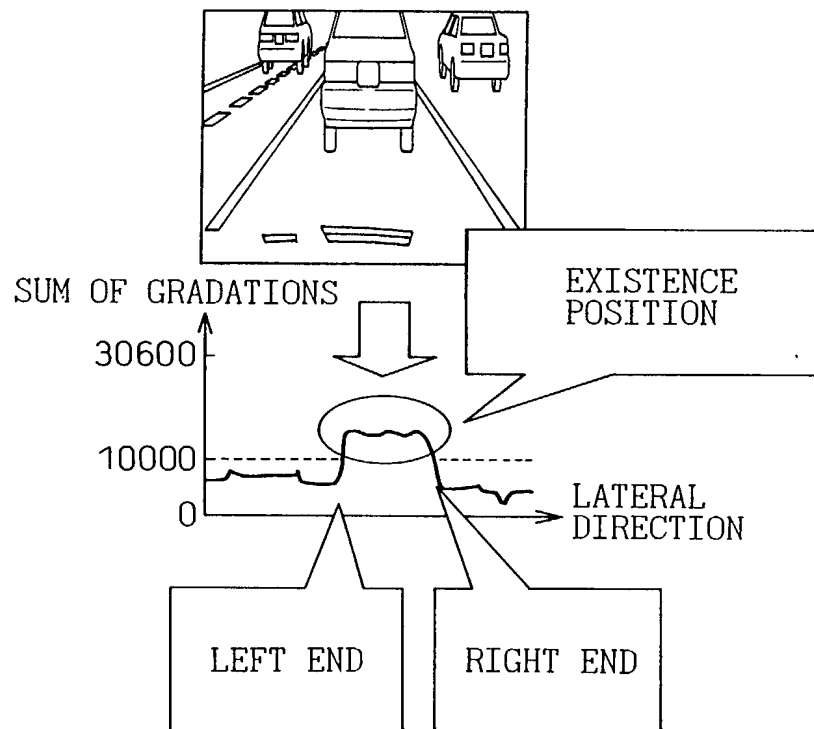 SUM OF GRADATIONS
EXISTENCE
POSITION
30600
10000
0
LATERAL
DIRECTION
LEFT END
RIGHT END